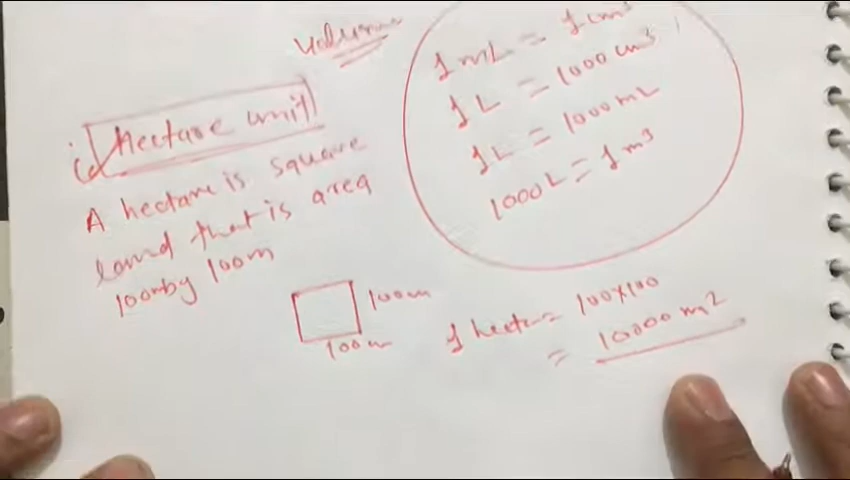 volume
1 mL = 1 cm³
1 L = 1000 cm³
1 L = 1000 mL
1000 L = 1 m³
hectare unit
A hectare is square
land that is area
100m by 100m
100m
100m
1 hecter = 100×100
= 10000 m²